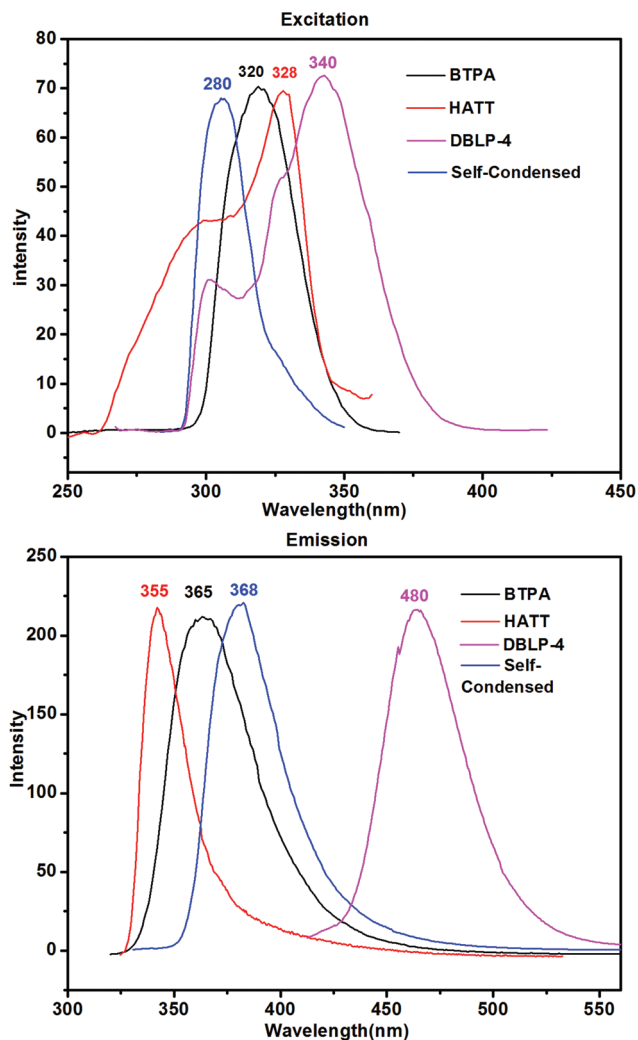 Excitation
80
70
60
50
40
30
20
10
0
intensity
280
320
328
340
BTPA
HATT
DBLP-4
Self-Condensed
250 300 350 400 450
Wavelength(nm)
Emission
250
200
150
100
50
0
Intensity
355
365
368
480
BTPA
HATT
DBLP-4
Self-
Condensed
300 350 400 450 500 550
Wavelength(nm)